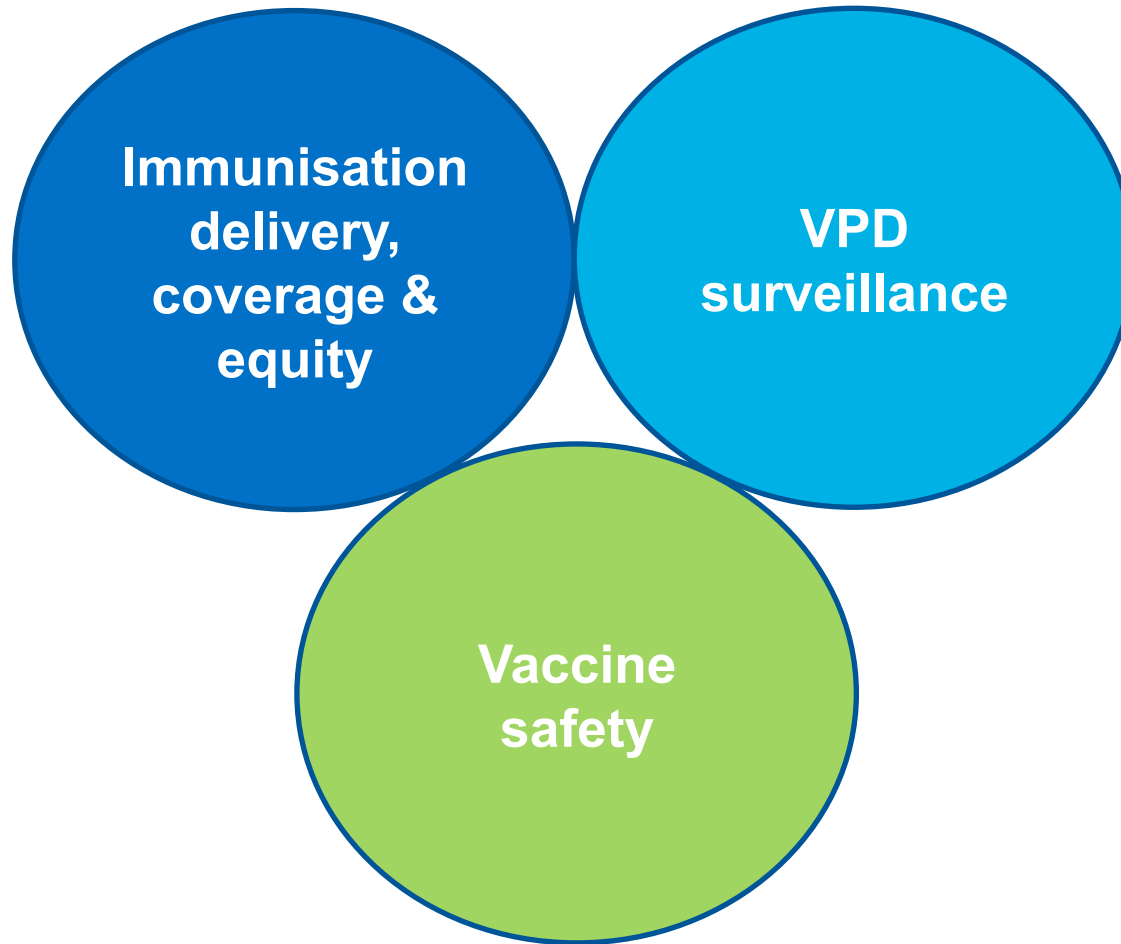 Immunisation
delivery,
coverage &
equity
VPD
surveillance
Vaccine
safety